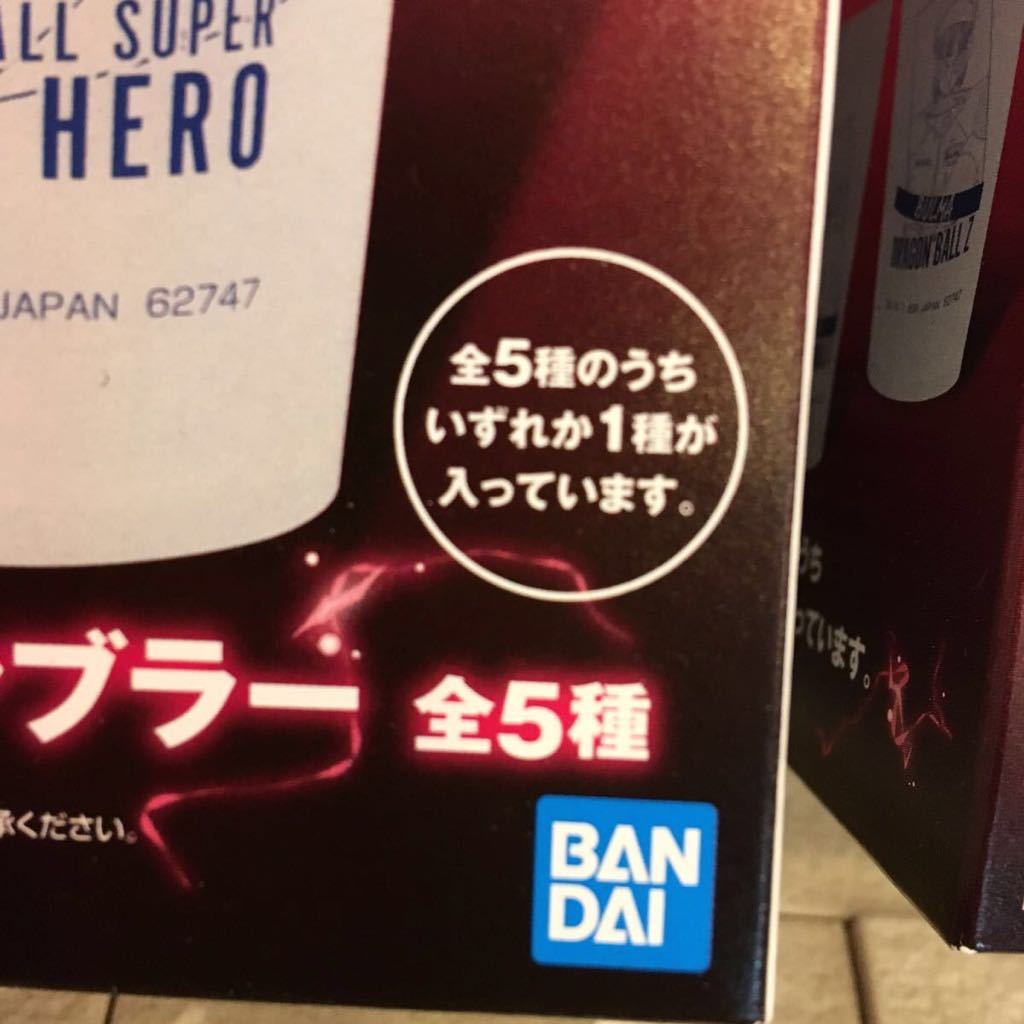 ALL SUPER
HERO
JAPAN 62747
全5種のうち
いずれか1種が
入っています。
ブラー 全5種
承ください。
BAN
DAI
DRAGON BALL Z
JAPAN 62747
うち
っています。